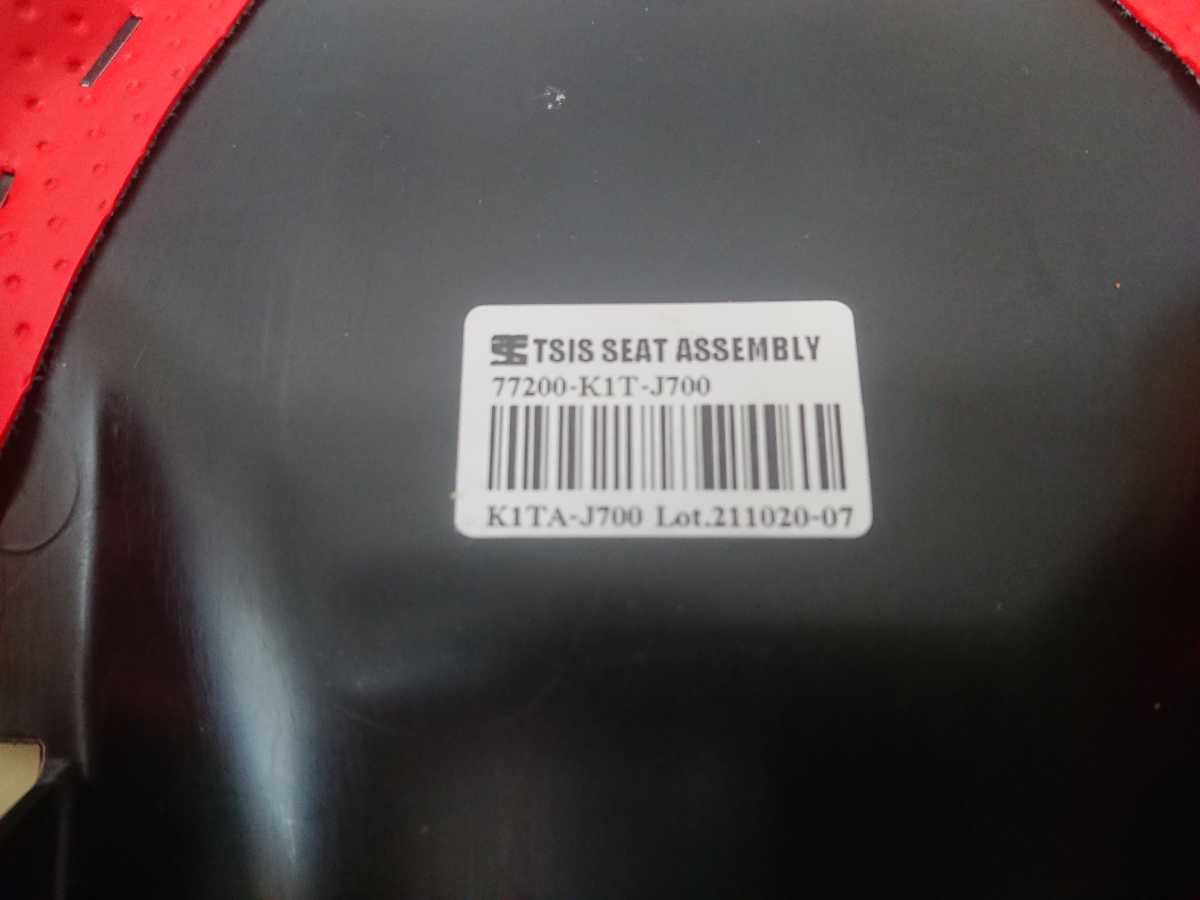 TSIS SEAT ASSEMBLY
77200-K1T-J700
K1TA-J700 Lot.211020-07